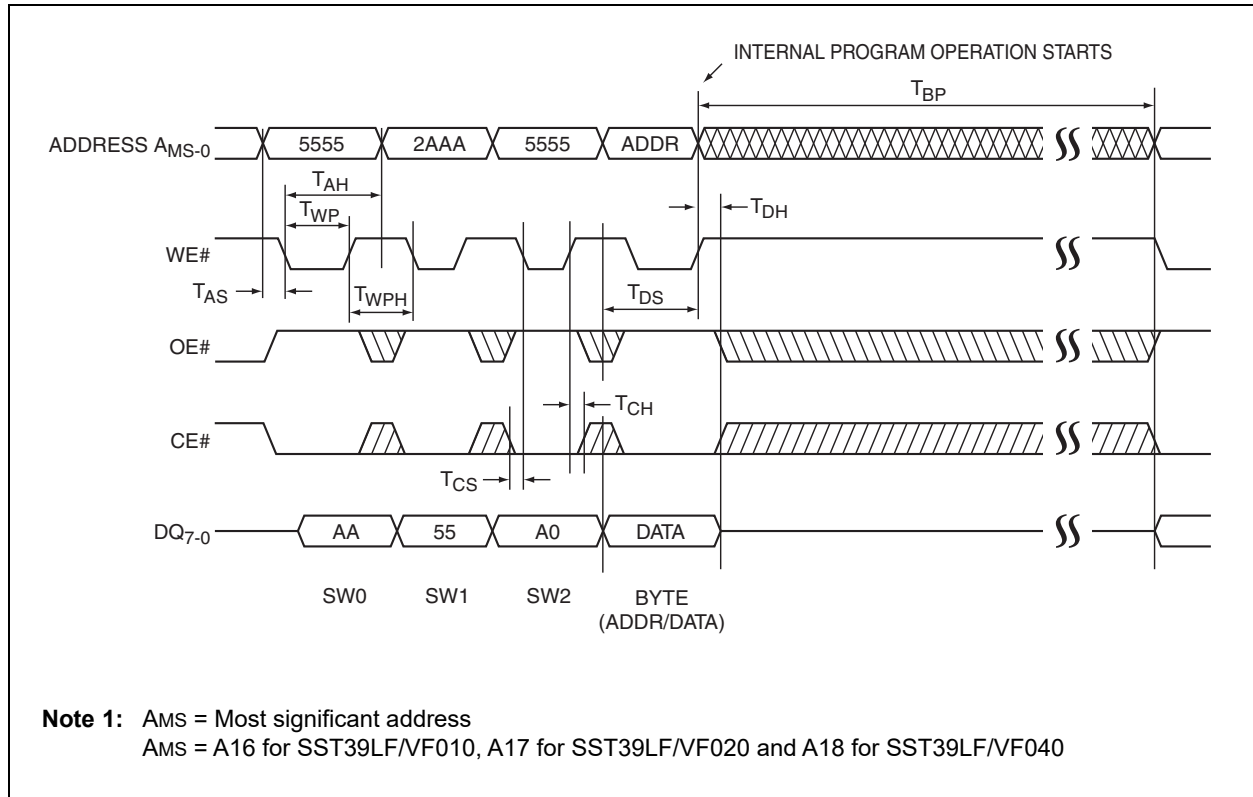 INTERNAL PROGRAM OPERATION STARTS
TBP
ADDRESS AMS-0
5555
2AAA
5555
ADDR
TAH
TDH
TWP
WE#
TAS
TWPH
TDS
OE#
TCH
CE#
TCS
DQ7-0
AA
55
A0
DATA
SW0
SW1
SW2
BYTE
(ADDR/DATA)
Note 1: AMS = Most significant address
AMS = A16 for SST39LF/VF010, A17 for SST39LF/VF020 and A18 for SST39LF/VF040